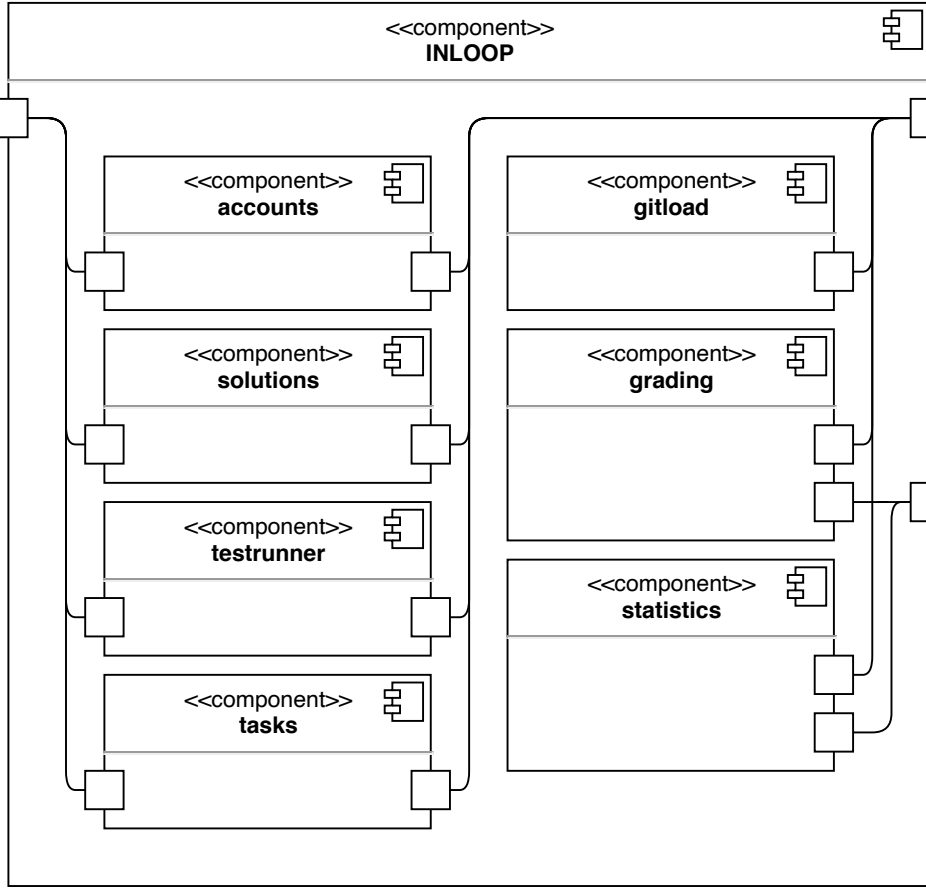 <<component>>
INLOOP
<<component>>
accounts
<<component>>
gitload
<<component>>
solutions
<<component>>
grading
<<component>>
testrunner
<<component>>
statistics
<<component>>
tasks